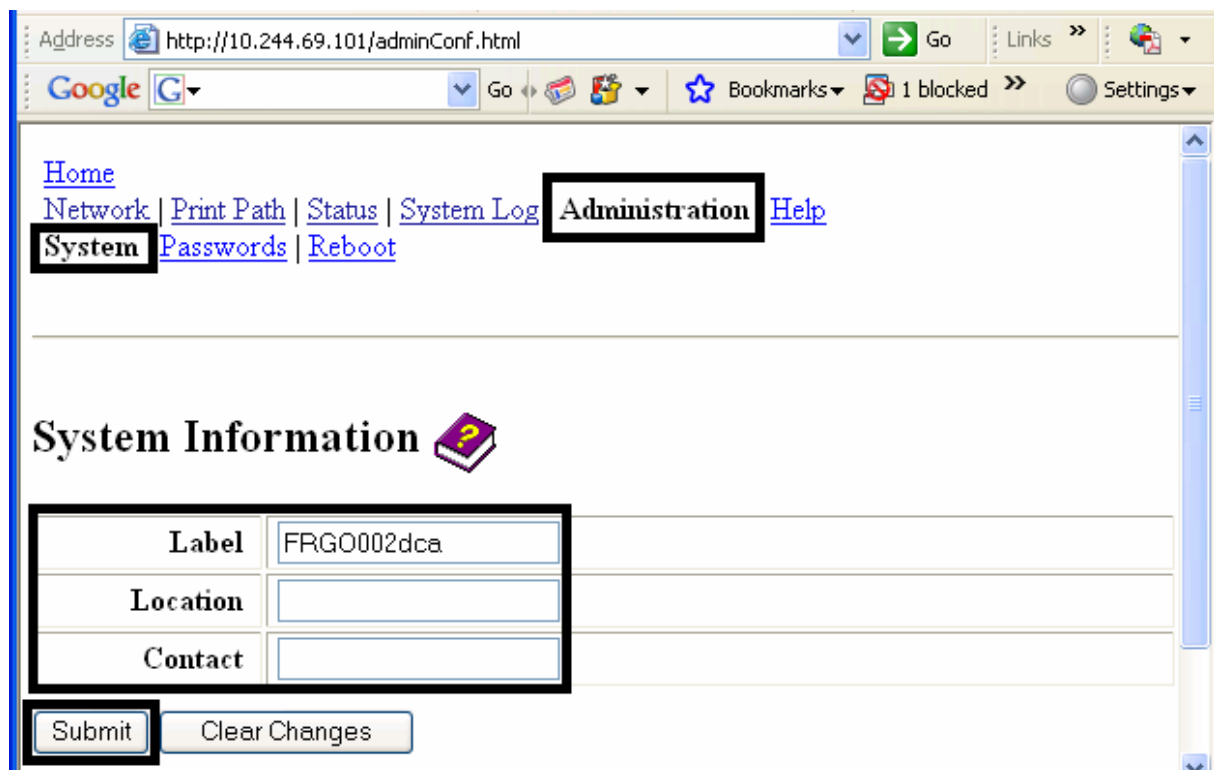 Address http://10.244.69.101/adminConf.html Go Links »
Google G Go Bookmarks 1 blocked » Settings
Home
Network | Print Path | Status | System Log Administration Help
System Passwords | Reboot
System Information ?
Label FRGO002dca
Location
Contact
Submit Clear Changes